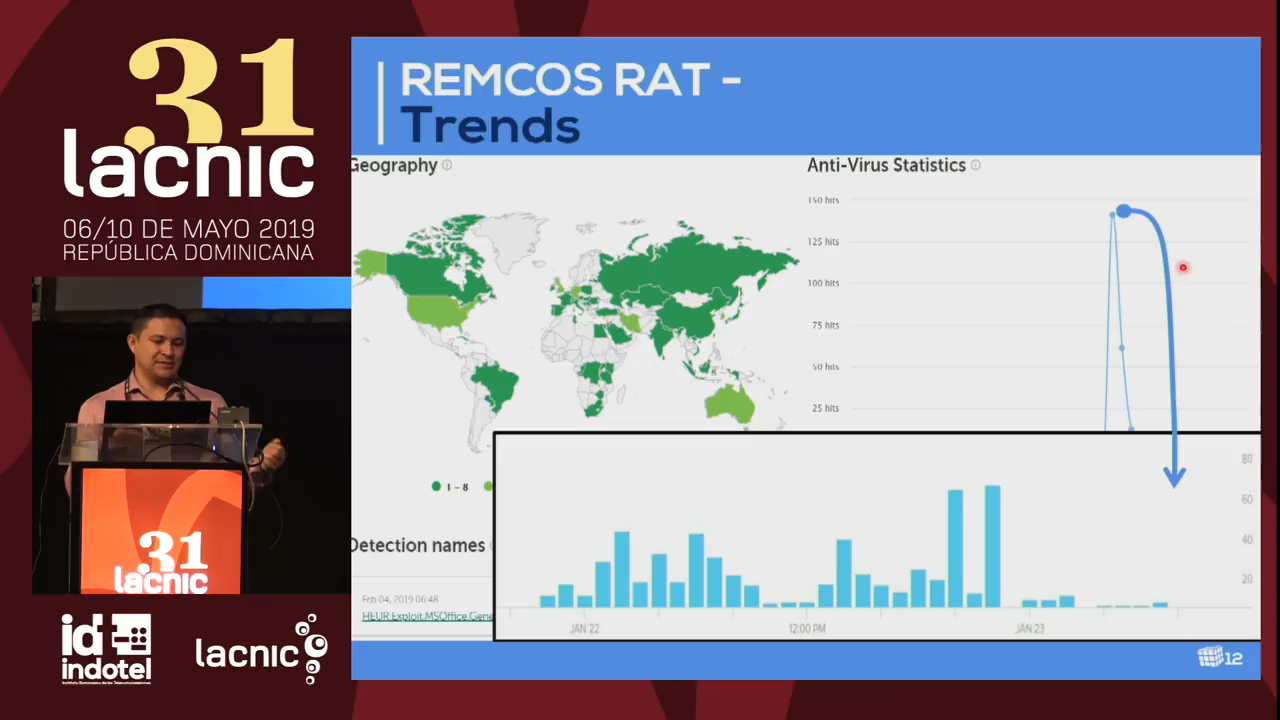 31
lacnic
06/10 DE MAYO 2019
REPÚBLICA DOMINICANA
REMCOS RAT -
Trends
Geography
Anti-Virus Statistics
150 hits
125 hits
100 hits
75 hits
50 hits
25 hits
1 – 8
Detection names
Feb 04, 2019 06:48
HEUR.Exploit.MSOffice.Gene
80
60
40
20
JAN 22
12:00 PM
JAN 23
31
lacnic
id
indotel
lacnic
12